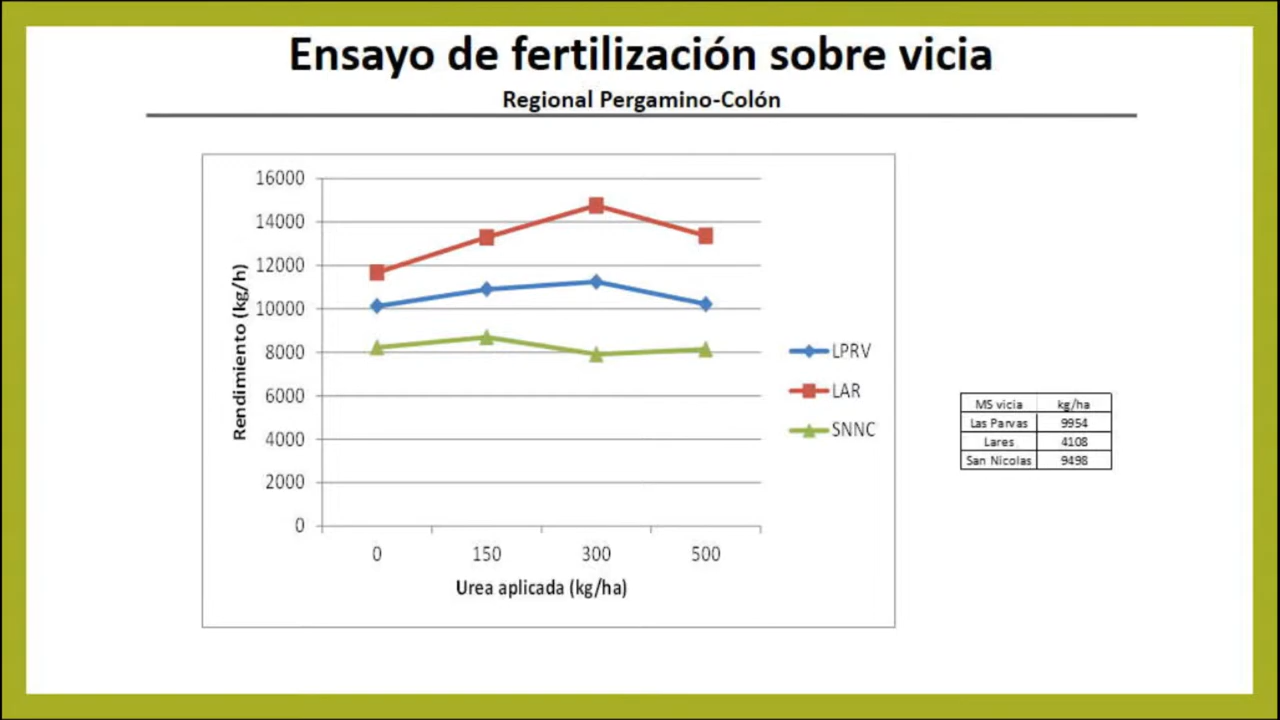 Ensayo de fertilización sobre vicia
Regional Pergamino-Colón
16000
14000
12000
10000
8000
6000
4000
2000
0
Rendimiento (kg/h)
0 150 300 500
Urea aplicada (kg/ha)
LPRV
LAR
SNNC
MS vicia kg/ha
Las Parvas 9954
Lares 4108
San Nicolas 9498